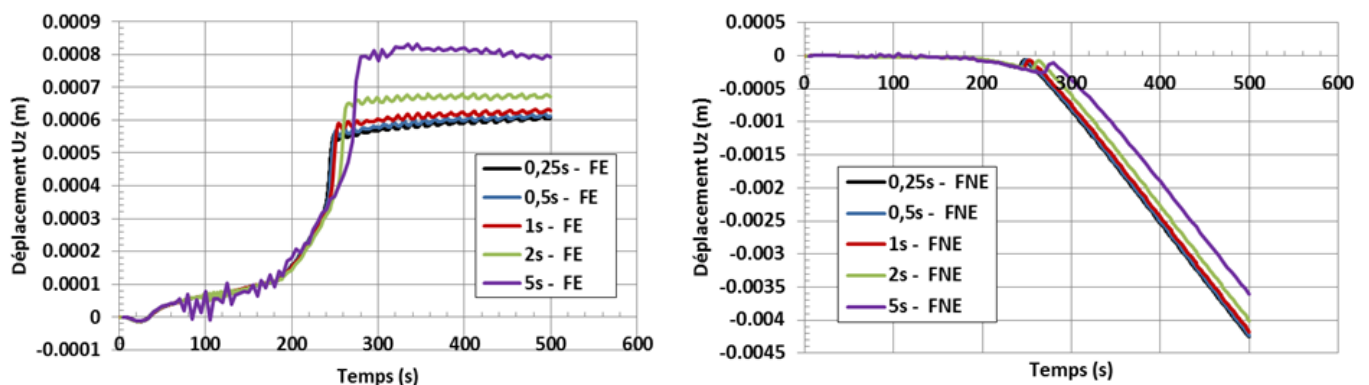 0.0009
0.0008
0.0007
0.0006
0.0005
0.0004
0.0003
0.0002
0.0001
0
-0.0001
Déplacement Uz (m)
0,25s - FE
0,5s - FE
1s - FE
2s - FE
5s - FE
0 100 200 300 400 500 600
Temps (s)
0.0005
0
-0.0005
-0.001
-0.0015
-0.002
-0.0025
-0.003
-0.0035
-0.004
-0.0045
Déplacement Uz (m)
0 100 200 300 400 500 600
0,25s - FNE
0,5s - FNE
1s - FNE
2s - FNE
5s - FNE
Temps (s)